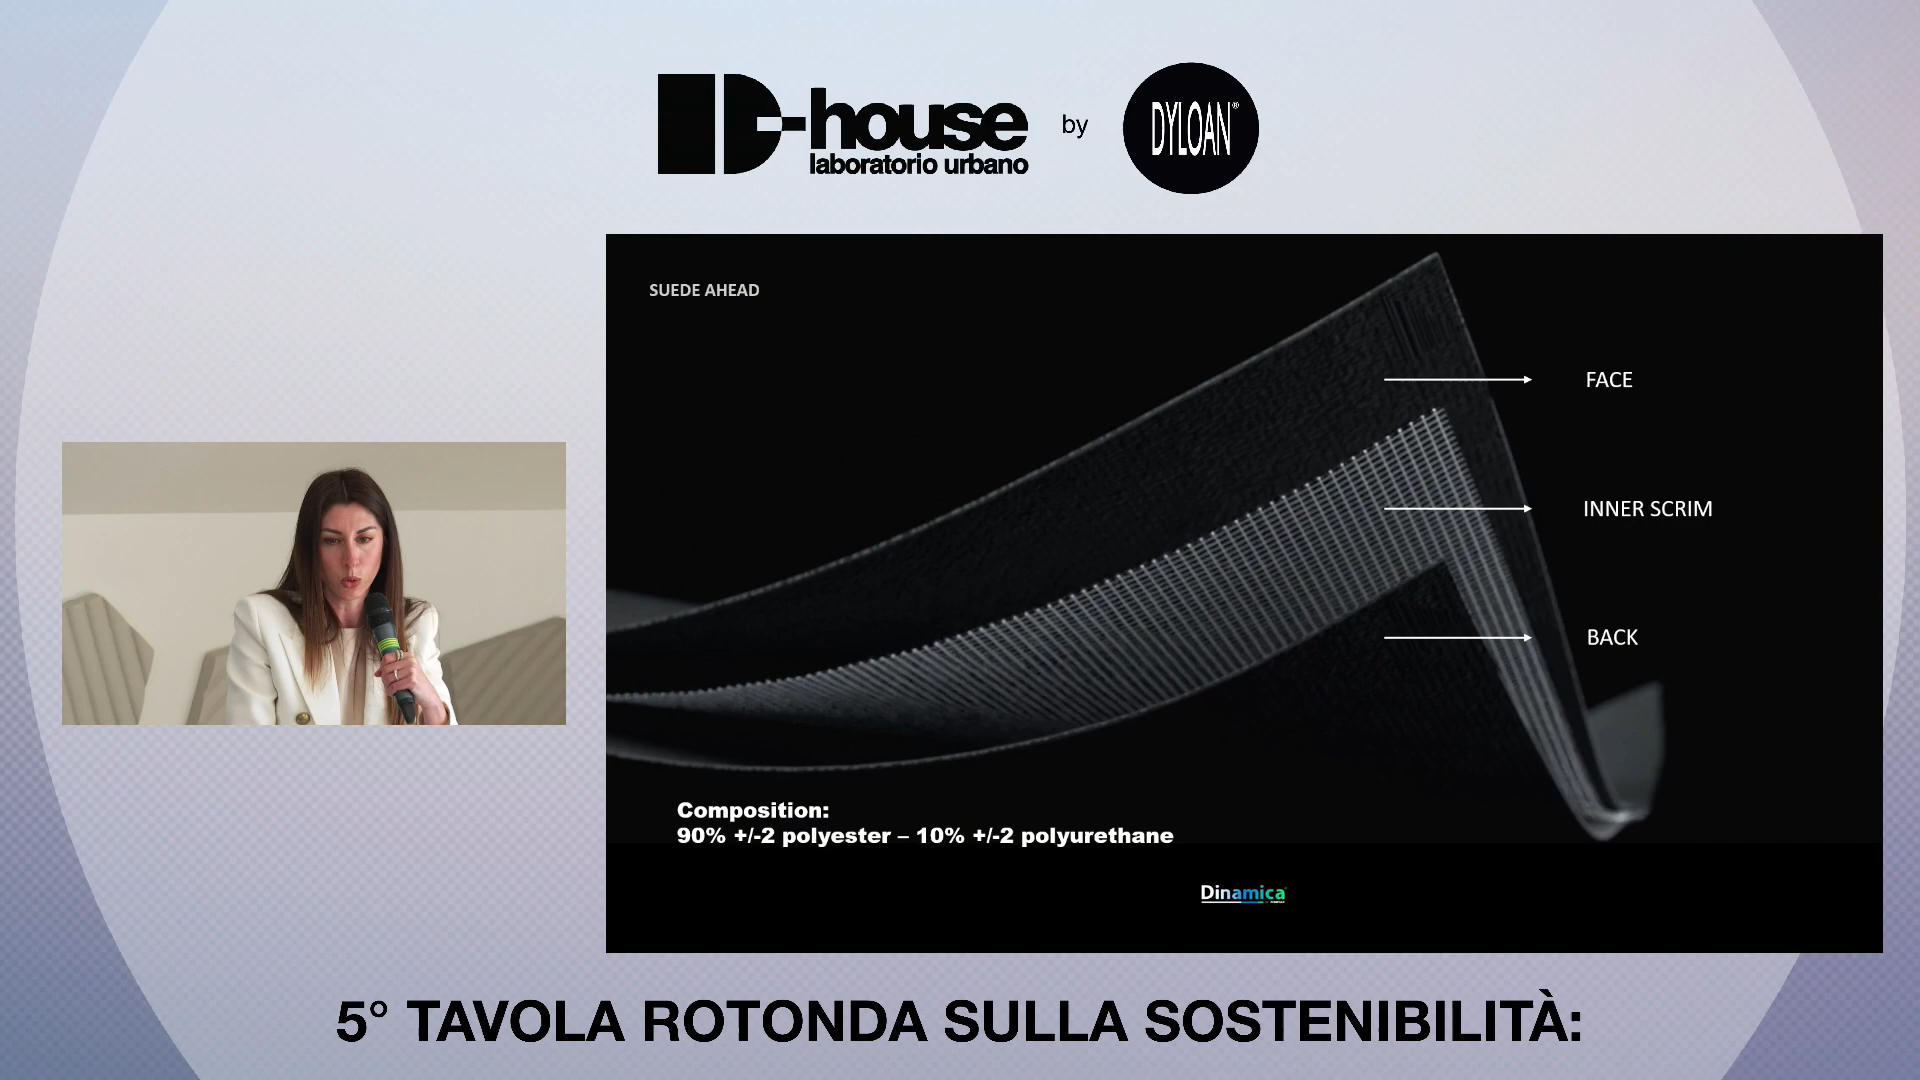 D-house
laboratorio urbano
by
DYLOAN®
SUEDE AHEAD
FACE
INNER SCRIM
BACK
Composition:
90% +/-2 polyester – 10% +/-2 polyurethane
Dinamica
5° TAVOLA ROTONDA SULLA SOSTENIBILITÀ: